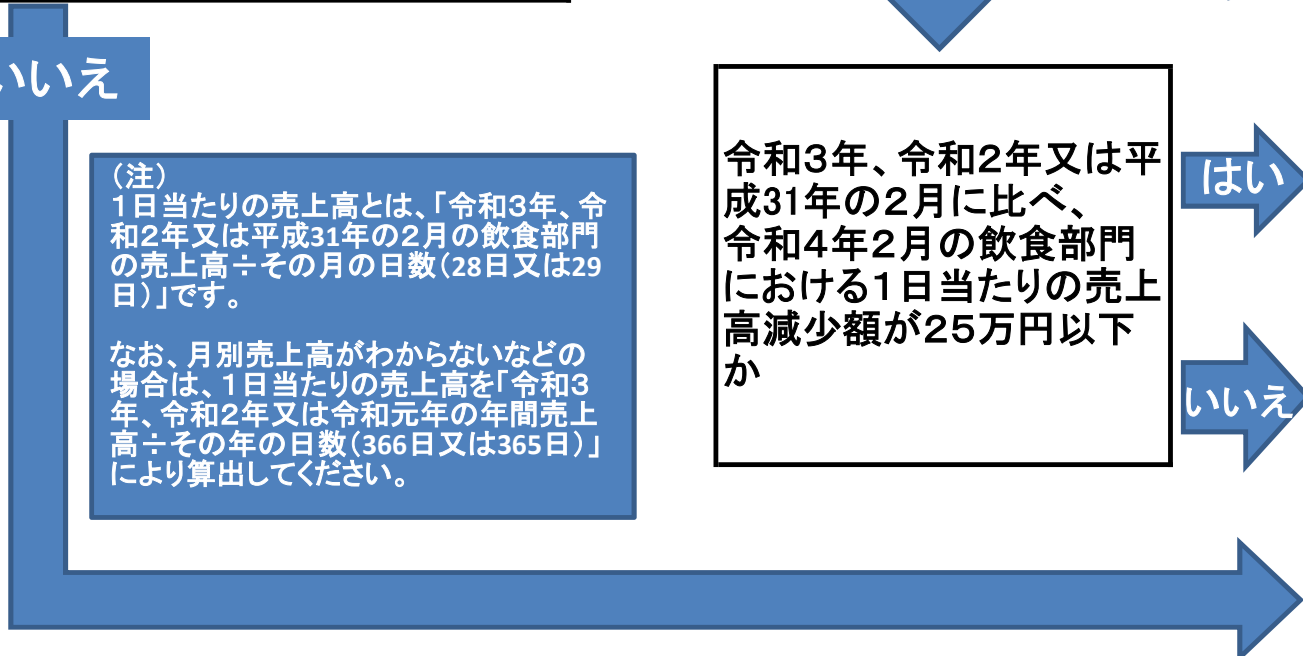 いいえ
(注)
1日当たりの売上高とは、「令和3年、令
和2年又は平成31年の2月の飲食部門
の売上高÷その月の日数(28日又は29
日)」です。
なお、月別売上高がわからないなどの
場合は、1日当たりの売上高を「令和3
年、令和2年又は令和元年の年間売上
高÷その年の日数(366日又は365日)」
により算出してください。
令和3年、令和2年又は平
成31年の2月に比べ、
令和4年2月の飲食部門
における1日当たりの売上
高減少額が25万円以下
か
はい
いいえ